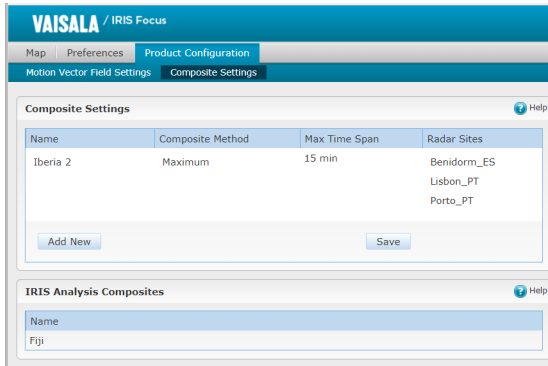 VAISALA / IRIS Focus
Map Preferences Product Configuration
Motion Vector Field Settings Composite Settings
Composite Settings ? Help
Name Composite Method Max Time Span Radar Sites
Iberia 2 Maximum 15 min Benidorm_ES
Lisbon_PT
Porto_PT
Add New Save
IRIS Analysis Composites ? Help
Name
Fiji